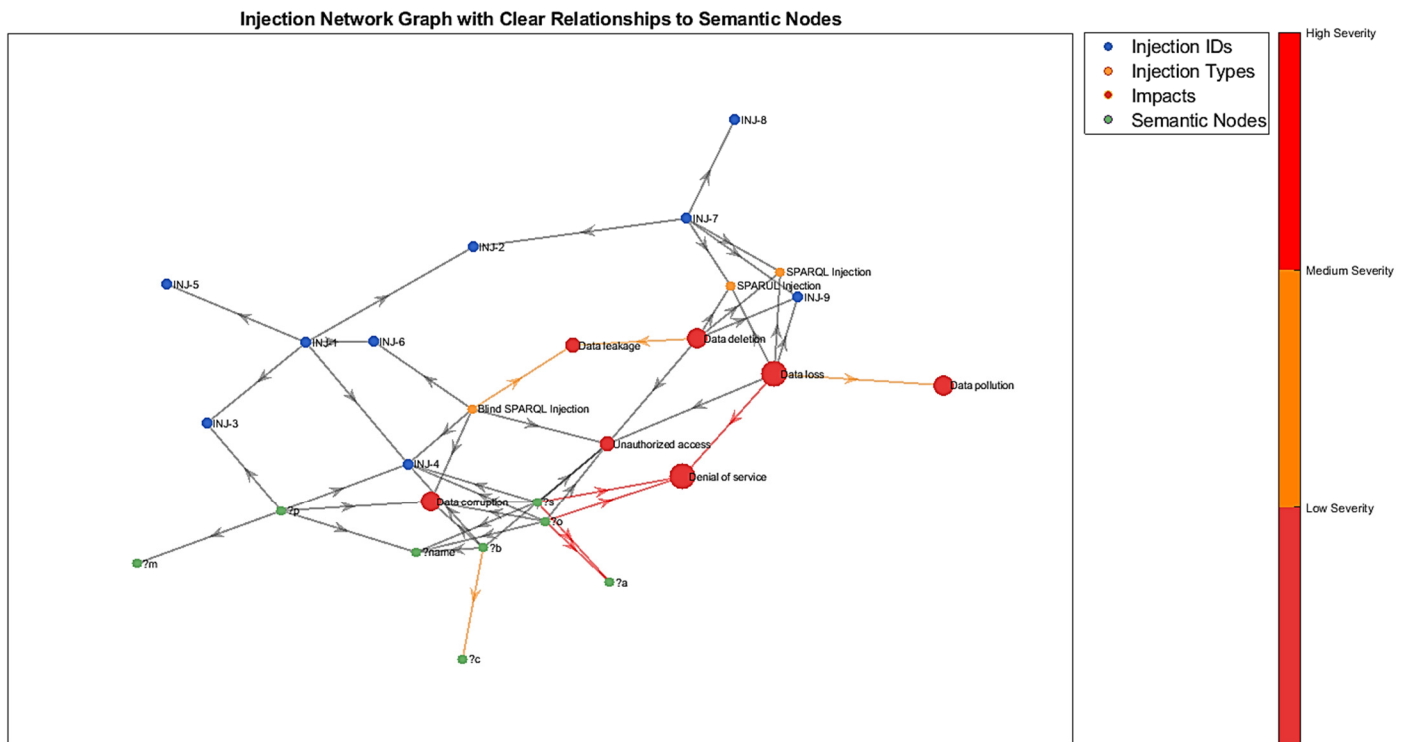 Injection Network Graph with Clear Relationships to Semantic Nodes
Injection IDs
Injection Types
Impacts
Semantic Nodes
High Severity
Medium Severity
Low Severity
INJ-8
INJ-7
INJ-2
SPARQL Injection
INJ-5
SPARUL Injection
INJ-9
INJ-1
INJ-6
Data leakage
Data deletion
Data loss
Data pollution
Blind SPARQL Injection
INJ-3
Unauthorized access
INJ-4
Denial of service
Data corruption
?s
?p
?o
?name
?b
?m
?a
?c